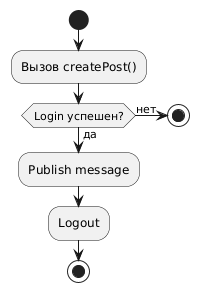 Вызов createPost()
Login успешен?
нет
да
Publish message
Logout